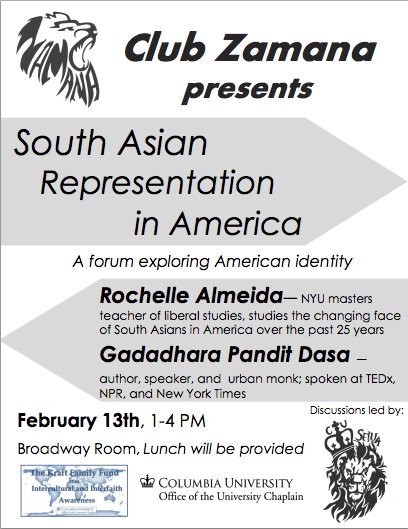 ZAMANA
Club Zamana
presents
South Asian
Representation
in America
A forum exploring American identity
Rochelle Almeida— NYU masters
teacher of liberal studies, studies the changing face
of South Asians in America over the past 25 years
Gadadhara Pandit Dasa —
author, speaker, and urban monk; spoken at TEDx,
NPR, and New York Times
Discussions led by:
February 13th, 1-4 PM
Broadway Room, Lunch will be provided
SEWA
The Kraft Family Fund
for
Intercultural and Interfaith
Awareness
COLUMBIA UNIVERSITY
Office of the University Chaplain